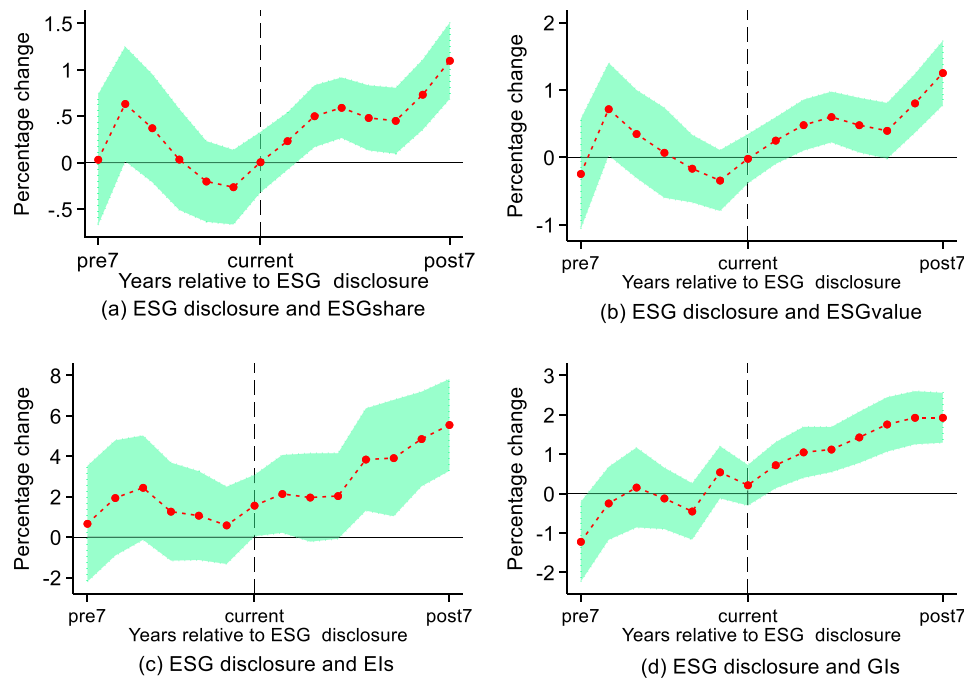 Percentage change
1.5
1
.5
0
-.5
pre7 current post7
Years relative to ESG disclosure
(a) ESG disclosure and ESGshare
Percentage change
2
1
0
-1
pre7 current post7
Years relative to ESG disclosure
(b) ESG disclosure and ESGvalue
Percentage change
8
6
4
2
0
-2
pre7 current post7
Years relative to ESG disclosure
(c) ESG disclosure and EIs
Percentage change
3
2
1
0
-1
-2
pre7 current post7
Years relative to ESG disclosure
(d) ESG disclosure and GIs